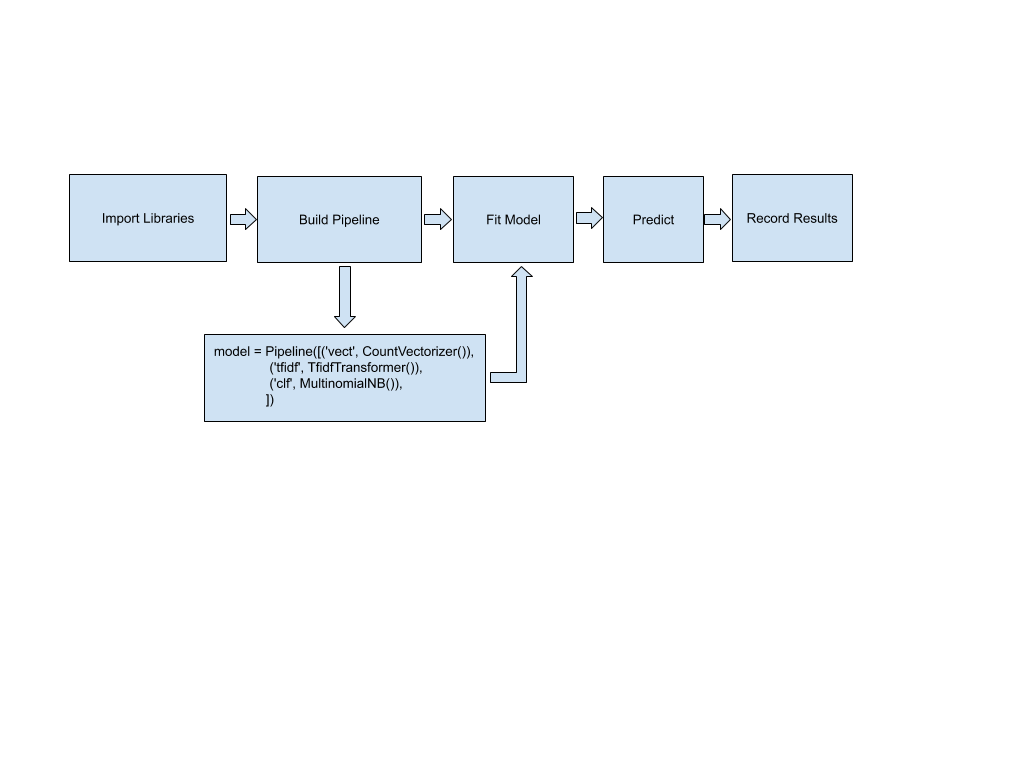 Import Libraries
Build Pipeline
Fit Model
Predict
Record Results
model = Pipeline([('vect', CountVectorizer()),
('tfidf', TfidfTransformer()),
('clf', MultinomialNB()),
])